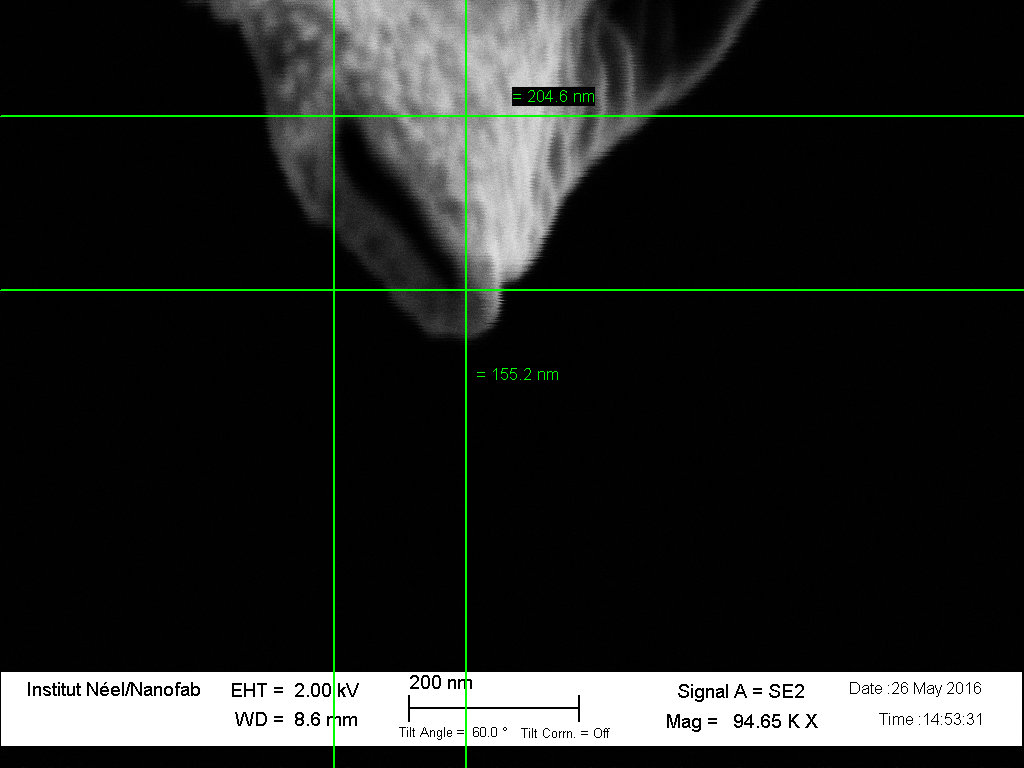 = 204.6 nm
= 155.2 nm
Institut Néel/Nanofab
EHT = 2.00 kV
WD = 8.6 mm
200 nm
Tilt Angle = 60.0 ° Tilt Corrn. = Off
Signal A = SE2
Mag = 94.65 K X
Date :26 May 2016
Time :14:53:31